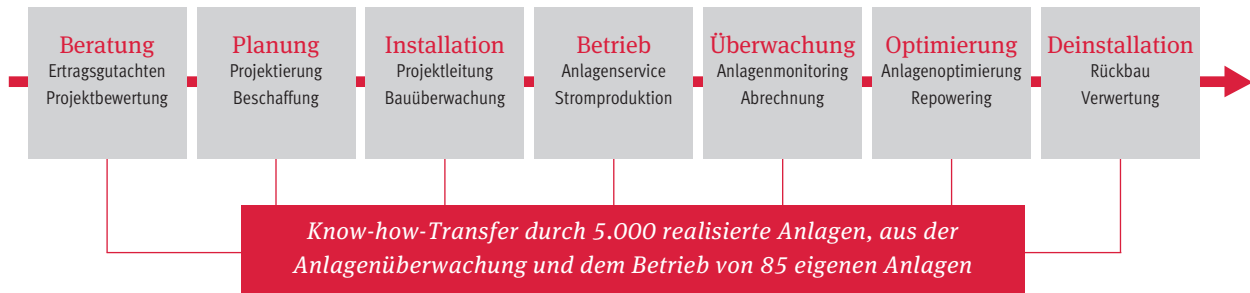 Beratung
Ertragsgutachten
Projektbewertung
Planung
Projektierung
Beschaffung
Installation
Projektleitung
Bauüberwachung
Betrieb
Anlagenservice
Stromproduktion
Überwachung
Anlagenmonitoring
Abrechnung
Optimierung
Anlagenoptimierung
Repowering
Deinstallation
Rückbau
Verwertung
Know-how-Transfer durch 5.000 realisierte Anlagen, aus der
Anlagenüberwachung und dem Betrieb von 85 eigenen Anlagen